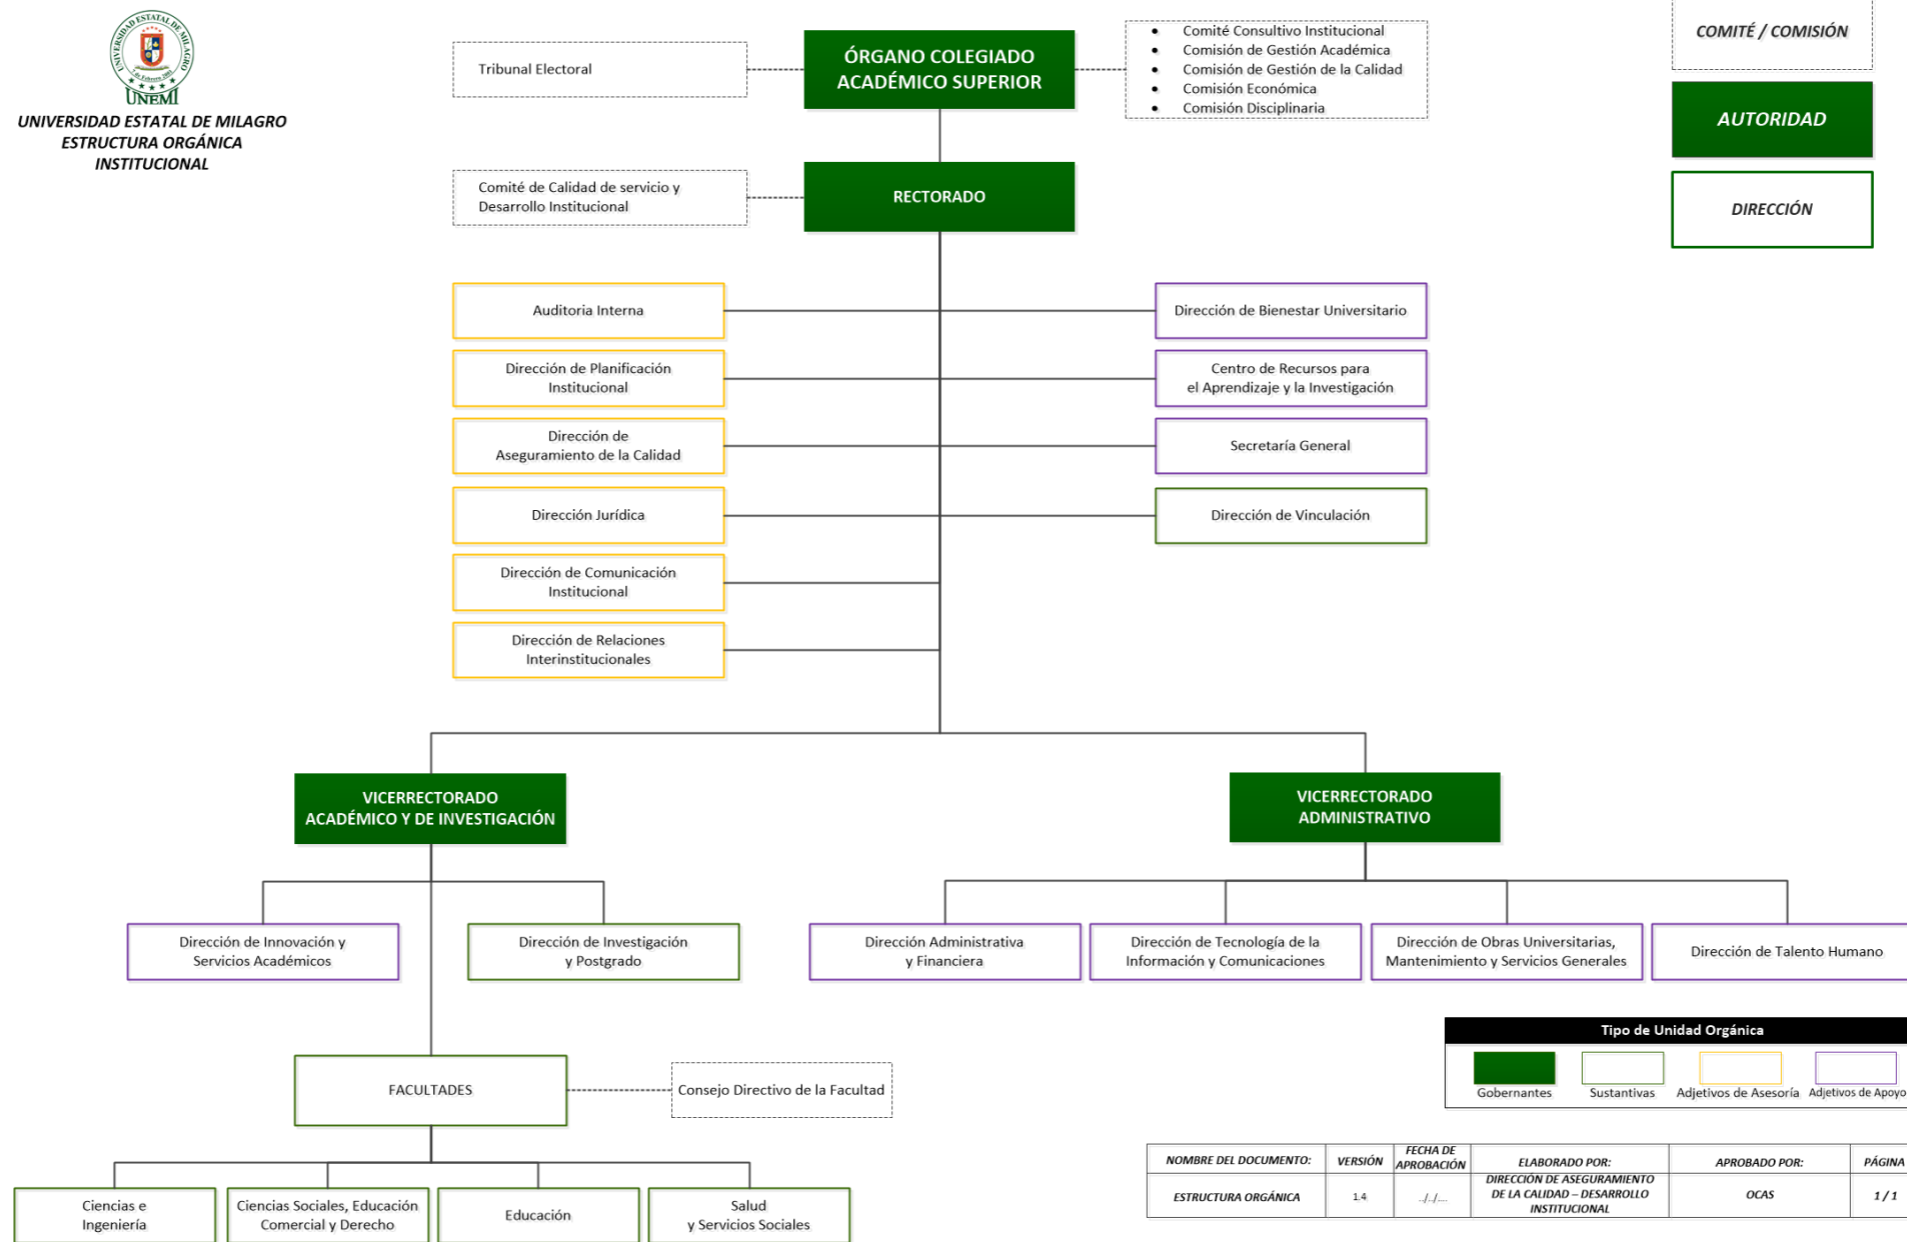 UNIVERSIDAD ESTATAL DE MILAGRO
7 de Febrero 2001
UNEMI
UNIVERSIDAD ESTATAL DE MILAGRO
ESTRUCTURA ORGÁNICA
INSTITUCIONAL
Tribunal Electoral
ÓRGANO COLEGIADO
ACADÉMICO SUPERIOR
• Comité Consultivo Institucional
• Comisión de Gestión Académica
• Comisión de Gestión de la Calidad
• Comisión Económica
• Comisión Disciplinaria
COMITÉ / COMISIÓN
AUTORIDAD
DIRECCIÓN
Comité de Calidad de servicio y
Desarrollo Institucional
RECTORADO
Auditoria Interna
Dirección de Bienestar Universitario
Dirección de Planificación
Institucional
Centro de Recursos para
el Aprendizaje y la Investigación
Dirección de
Aseguramiento de la Calidad
Secretaría General
Dirección Jurídica
Dirección de Vinculación
Dirección de Comunicación
Institucional
Dirección de Relaciones
Interinstitucionales
VICERRECTORADO
ACADÉMICO Y DE INVESTIGACIÓN
VICERRECTORADO
ADMINISTRATIVO
Dirección de Innovación y
Servicios Académicos
Dirección de Investigación
y Postgrado
Dirección Administrativa
y Financiera
Dirección de Tecnología de la
Información y Comunicaciones
Dirección de Obras Universitarias,
Mantenimiento y Servicios Generales
Dirección de Talento Humano
FACULTADES
Consejo Directivo de la Facultad
Ciencias e
Ingeniería
Ciencias Sociales, Educación
Comercial y Derecho
Educación
Salud
y Servicios Sociales
Tipo de Unidad Orgánica
Gobernantes
Sustantivas
Adjetivos de Asesoría
Adjetivos de Apoyo
NOMBRE DEL DOCUMENTO:
VERSIÓN
FECHA DE
APROBACIÓN
ELABORADO POR:
APROBADO POR:
PÁGINA
ESTRUCTURA ORGÁNICA
1.4
../../....
DIRECCIÓN DE ASEGURAMIENTO
DE LA CALIDAD – DESARROLLO
INSTITUCIONAL
OCAS
1 / 1